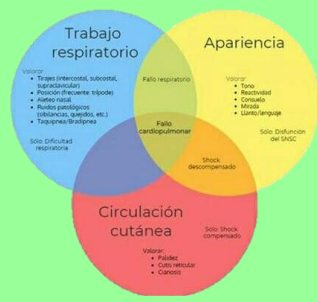 Trabajo
respiratorio
Valorar:
Tirajes (intercostal, subcostal,
supraclavicular)
Posición (frecuente: trípode)
Aleteo nasal
Ruidos patológicos
(sibilancias, quejidos, etc.)
Taquipnea/Bradipnea
Sólo: Dificultad
respiratoria
Apariencia
Valorar:
Tono
Reactividad
Consuelo
Mirada
Llanto/lenguaje
Sólo: Disfunción
del SNSC
Fallo respiratorio
Fallo
cardiopulmonar
Shock
descompensado
Circulación
cutánea
Sólo: Shock
compensado
Valorar:
Palidez
Cutis reticular
Cianosis